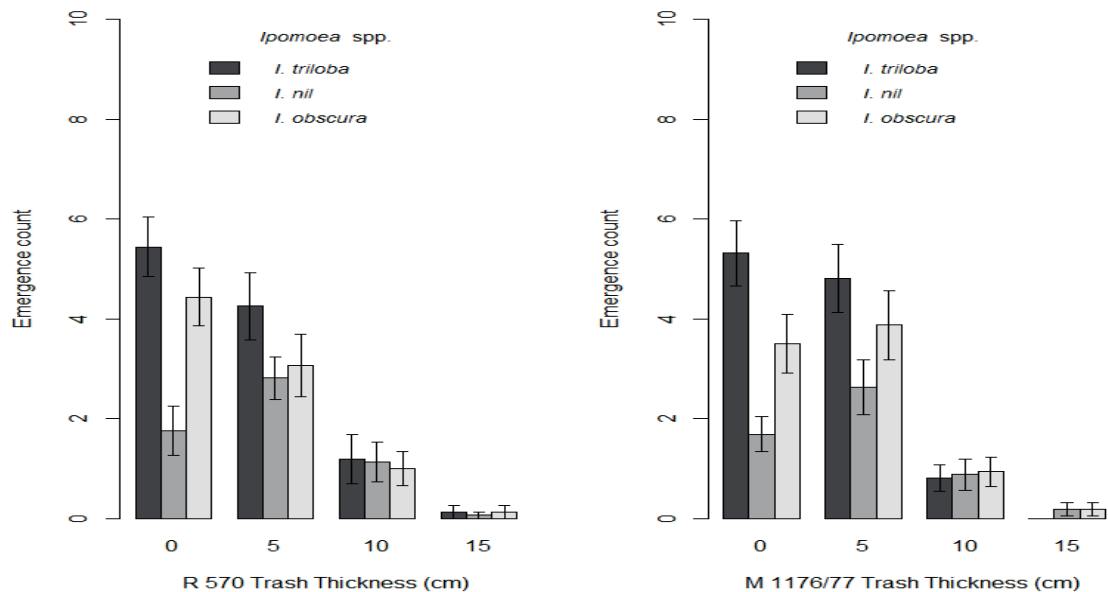 10
8
6
4
2
0
Emergence count
Ipomoea spp.
I. triloba
I. nil
I. obscura
0 5 10 15
R 570 Trash Thickness (cm)
10
8
6
4
2
0
Emergence count
Ipomoea spp.
I. triloba
I. nil
I. obscura
0 5 10 15
M 1176/77 Trash Thickness (cm)